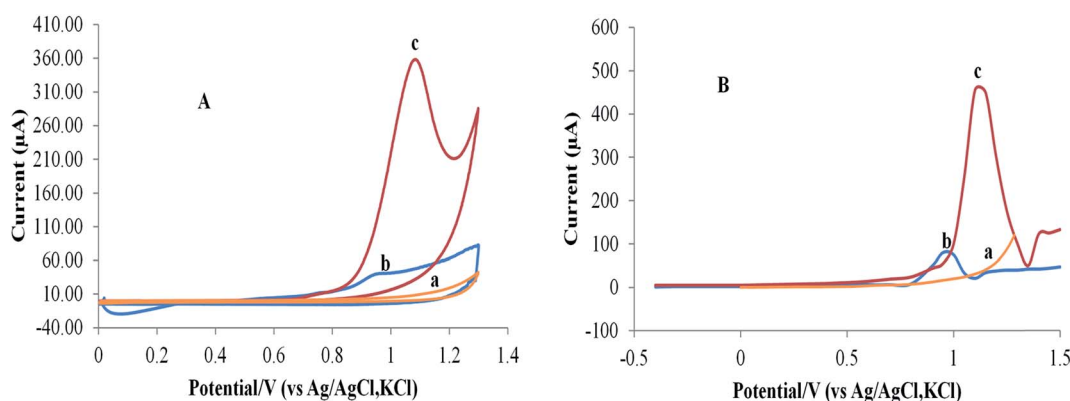 410.00
360.00
310.00
260.00
210.00
160.00
110.00
60.00
10.00
-40.00
Current (µA)
A
c
b
a
0 0.2 0.4 0.6 0.8 1 1.2 1.4
Potential/V (vs Ag/AgCl,KCl)
600
500
400
300
200
100
0
-100
Current (µA)
B
c
b
a
-0.5 0 0.5 1 1.5
Potential/V (vs Ag/AgCl,KCl)